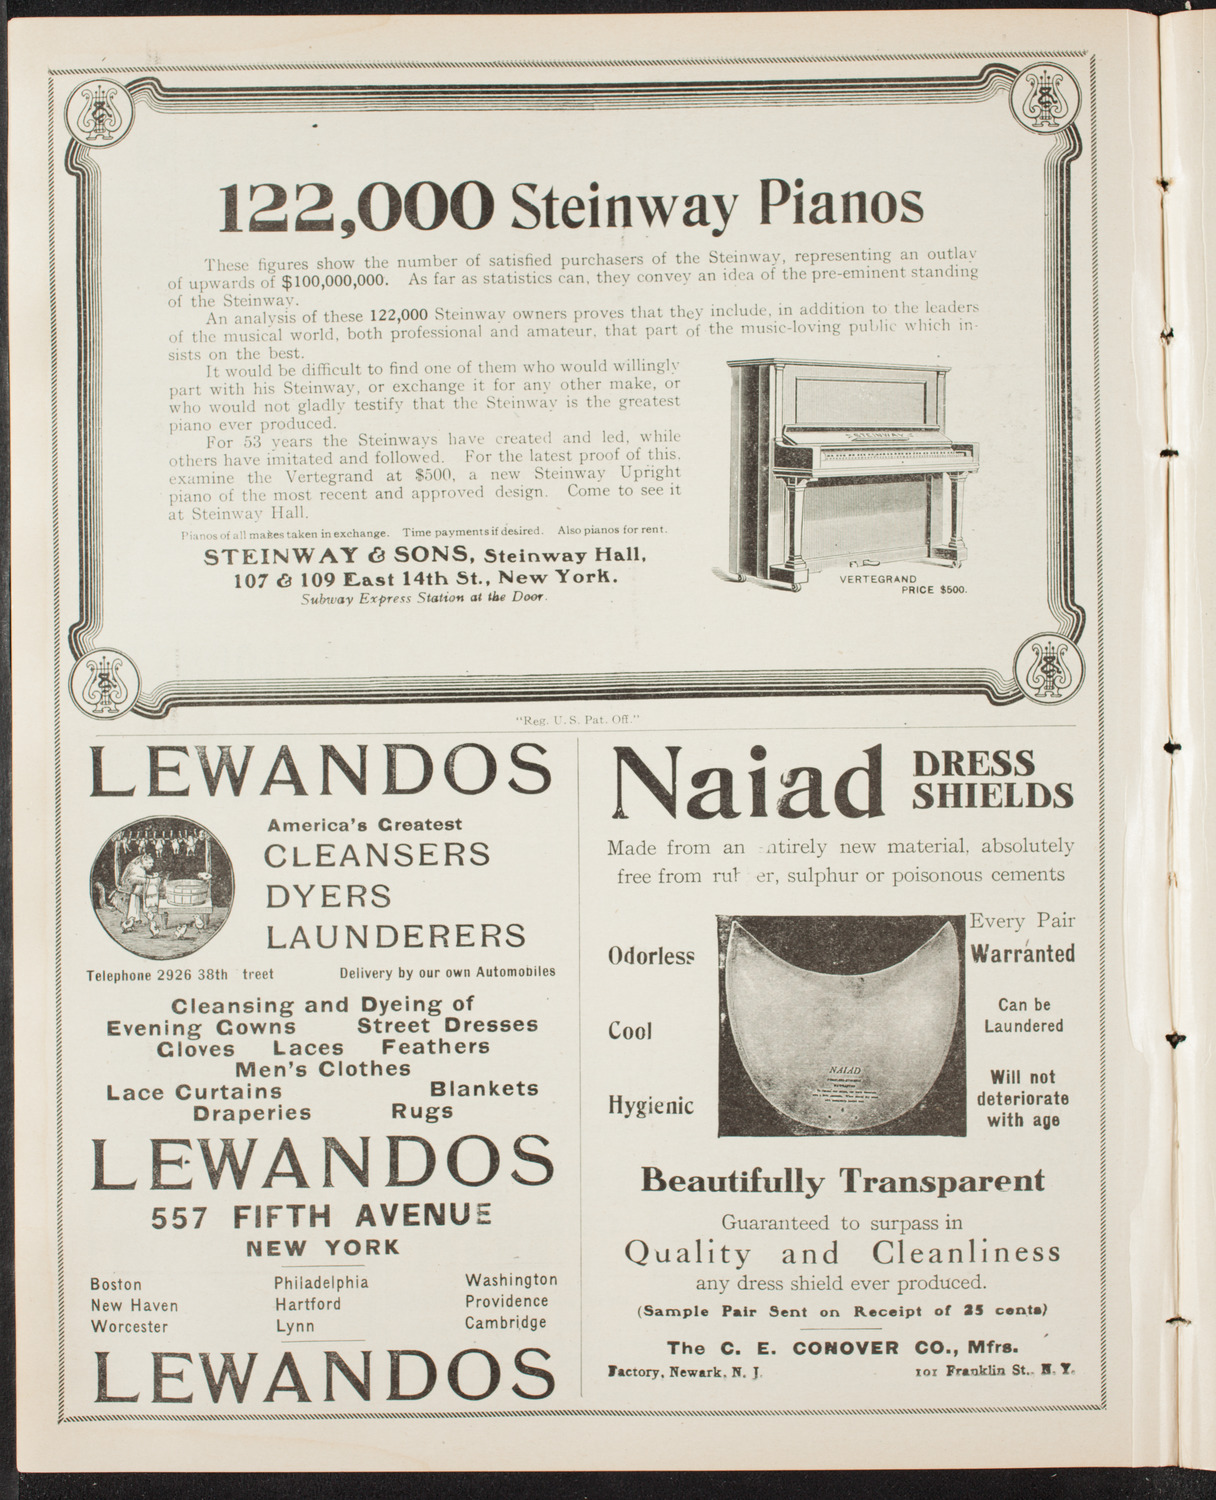 122,000 Steinway Pianos
These figures show the number of satisfied purchasers of the Steinway, representing an outlay
of upwards of $100,000,000. As far as statistics can, they convey an idea of the pre-eminent standing
of the Steinway.
An analysis of these 122,000 Steinway owners proves that they include, in addition to the leaders
of the musical world, both professional and amateur, that part of the music-loving public which in-
sists on the best.
It would be difficult to find one of them who would willingly
part with his Steinway, or exchange it for any other make, or
who would not gladly testify that the Steinway is the greatest
piano ever produced.
For 53 years the Steinways have created and led, while
others have imitated and followed. For the latest proof of this,
examine the Vertegrand at $500, a new Steinway Upright
piano of the most recent and approved design. Come to see it
at Steinway Hall.
Pianos of all makes taken in exchange. Time payments if desired. Also pianos for rent.
STEINWAY & SONS, Steinway Hall,
107 & 109 East 14th St., New York.
Subway Express Station at the Door.
STEINWAY
VERTEGRAND
PRICE $500.
"Reg. U. S. Pat. Off."
LEWANDOS
America's Greatest
CLEANSERS
DYERS
LAUNDERERS
Telephone 2926 38th treet Delivery by our own Automobiles
Cleansing and Dyeing of
Evening Gowns Street Dresses
Gloves Laces Feathers
Men's Clothes
Lace Curtains Blankets
Draperies Rugs
LEWANDOS
557 FIFTH AVENUE
NEW YORK
Boston Philadelphia Washington
New Haven Hartford Providence
Worcester Lynn Cambridge
LEWANDOS
Naiad DRESS
SHIELDS
Made from an ntirely new material, absolutely
free from rub er, sulphur or poisonous cements
Every Pair
Odorless Warranted
Can be
Cool Laundered
Will not
Hygienic deteriorate
with age
NAIAD
Beautifully Transparent
Guaranteed to surpass in
Quality and Cleanliness
any dress shield ever produced.
(Sample Pair Sent on Receipt of 25 cents)
The C. E. CONOVER CO., Mfrs.
Factory, Newark, N. J. 101 Franklin St., N. Y.